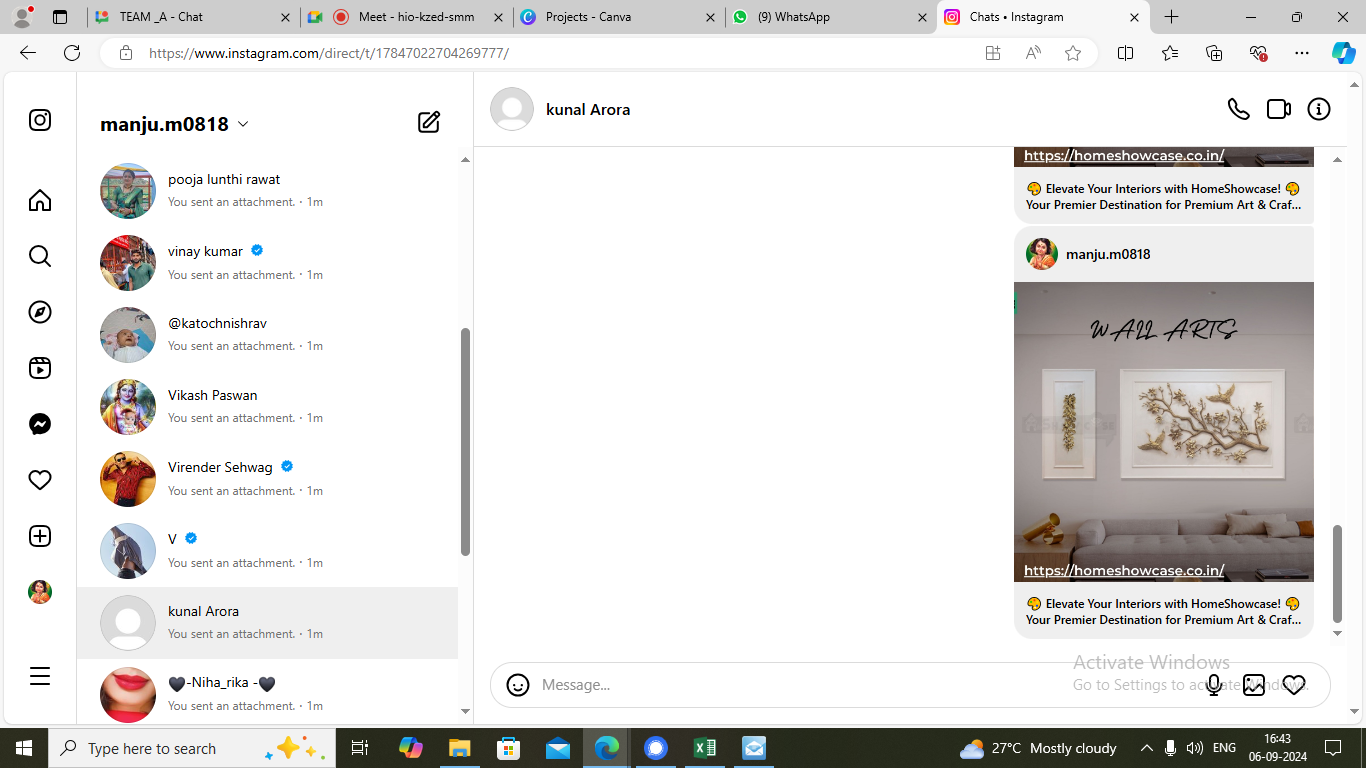 TEAM _A - Chat
Meet - hio-kzed-smm
Projects - Canva
(9) WhatsApp
Chats • Instagram
https://www.instagram.com/direct/t/17847022704269777/
manju.m0818
pooja lunthi rawat
You sent an attachment. · 1m
vinay kumar
You sent an attachment. · 1m
@katochnishrav
You sent an attachment. · 1m
Vikash Paswan
You sent an attachment. · 1m
Virender Sehwag
You sent an attachment. · 1m
V
You sent an attachment. · 1m
kunal Arora
You sent an attachment. · 1m
🖤-Niha_rika -🖤
You sent an attachment. · 1m
kunal Arora
https://homeshowcase.co.in/
🎨 Elevate Your Interiors with HomeShowcase! 🎨
Your Premier Destination for Premium Art & Craf...
manju.m0818
WALL ARTS
https://homeshowcase.co.in/
🎨 Elevate Your Interiors with HomeShowcase! 🎨
Your Premier Destination for Premium Art & Craf...
Message...
Activate Windows
Go to Settings to activate Windows.
Type here to search
27°C Mostly cloudy
ENG
16:43
06-09-2024